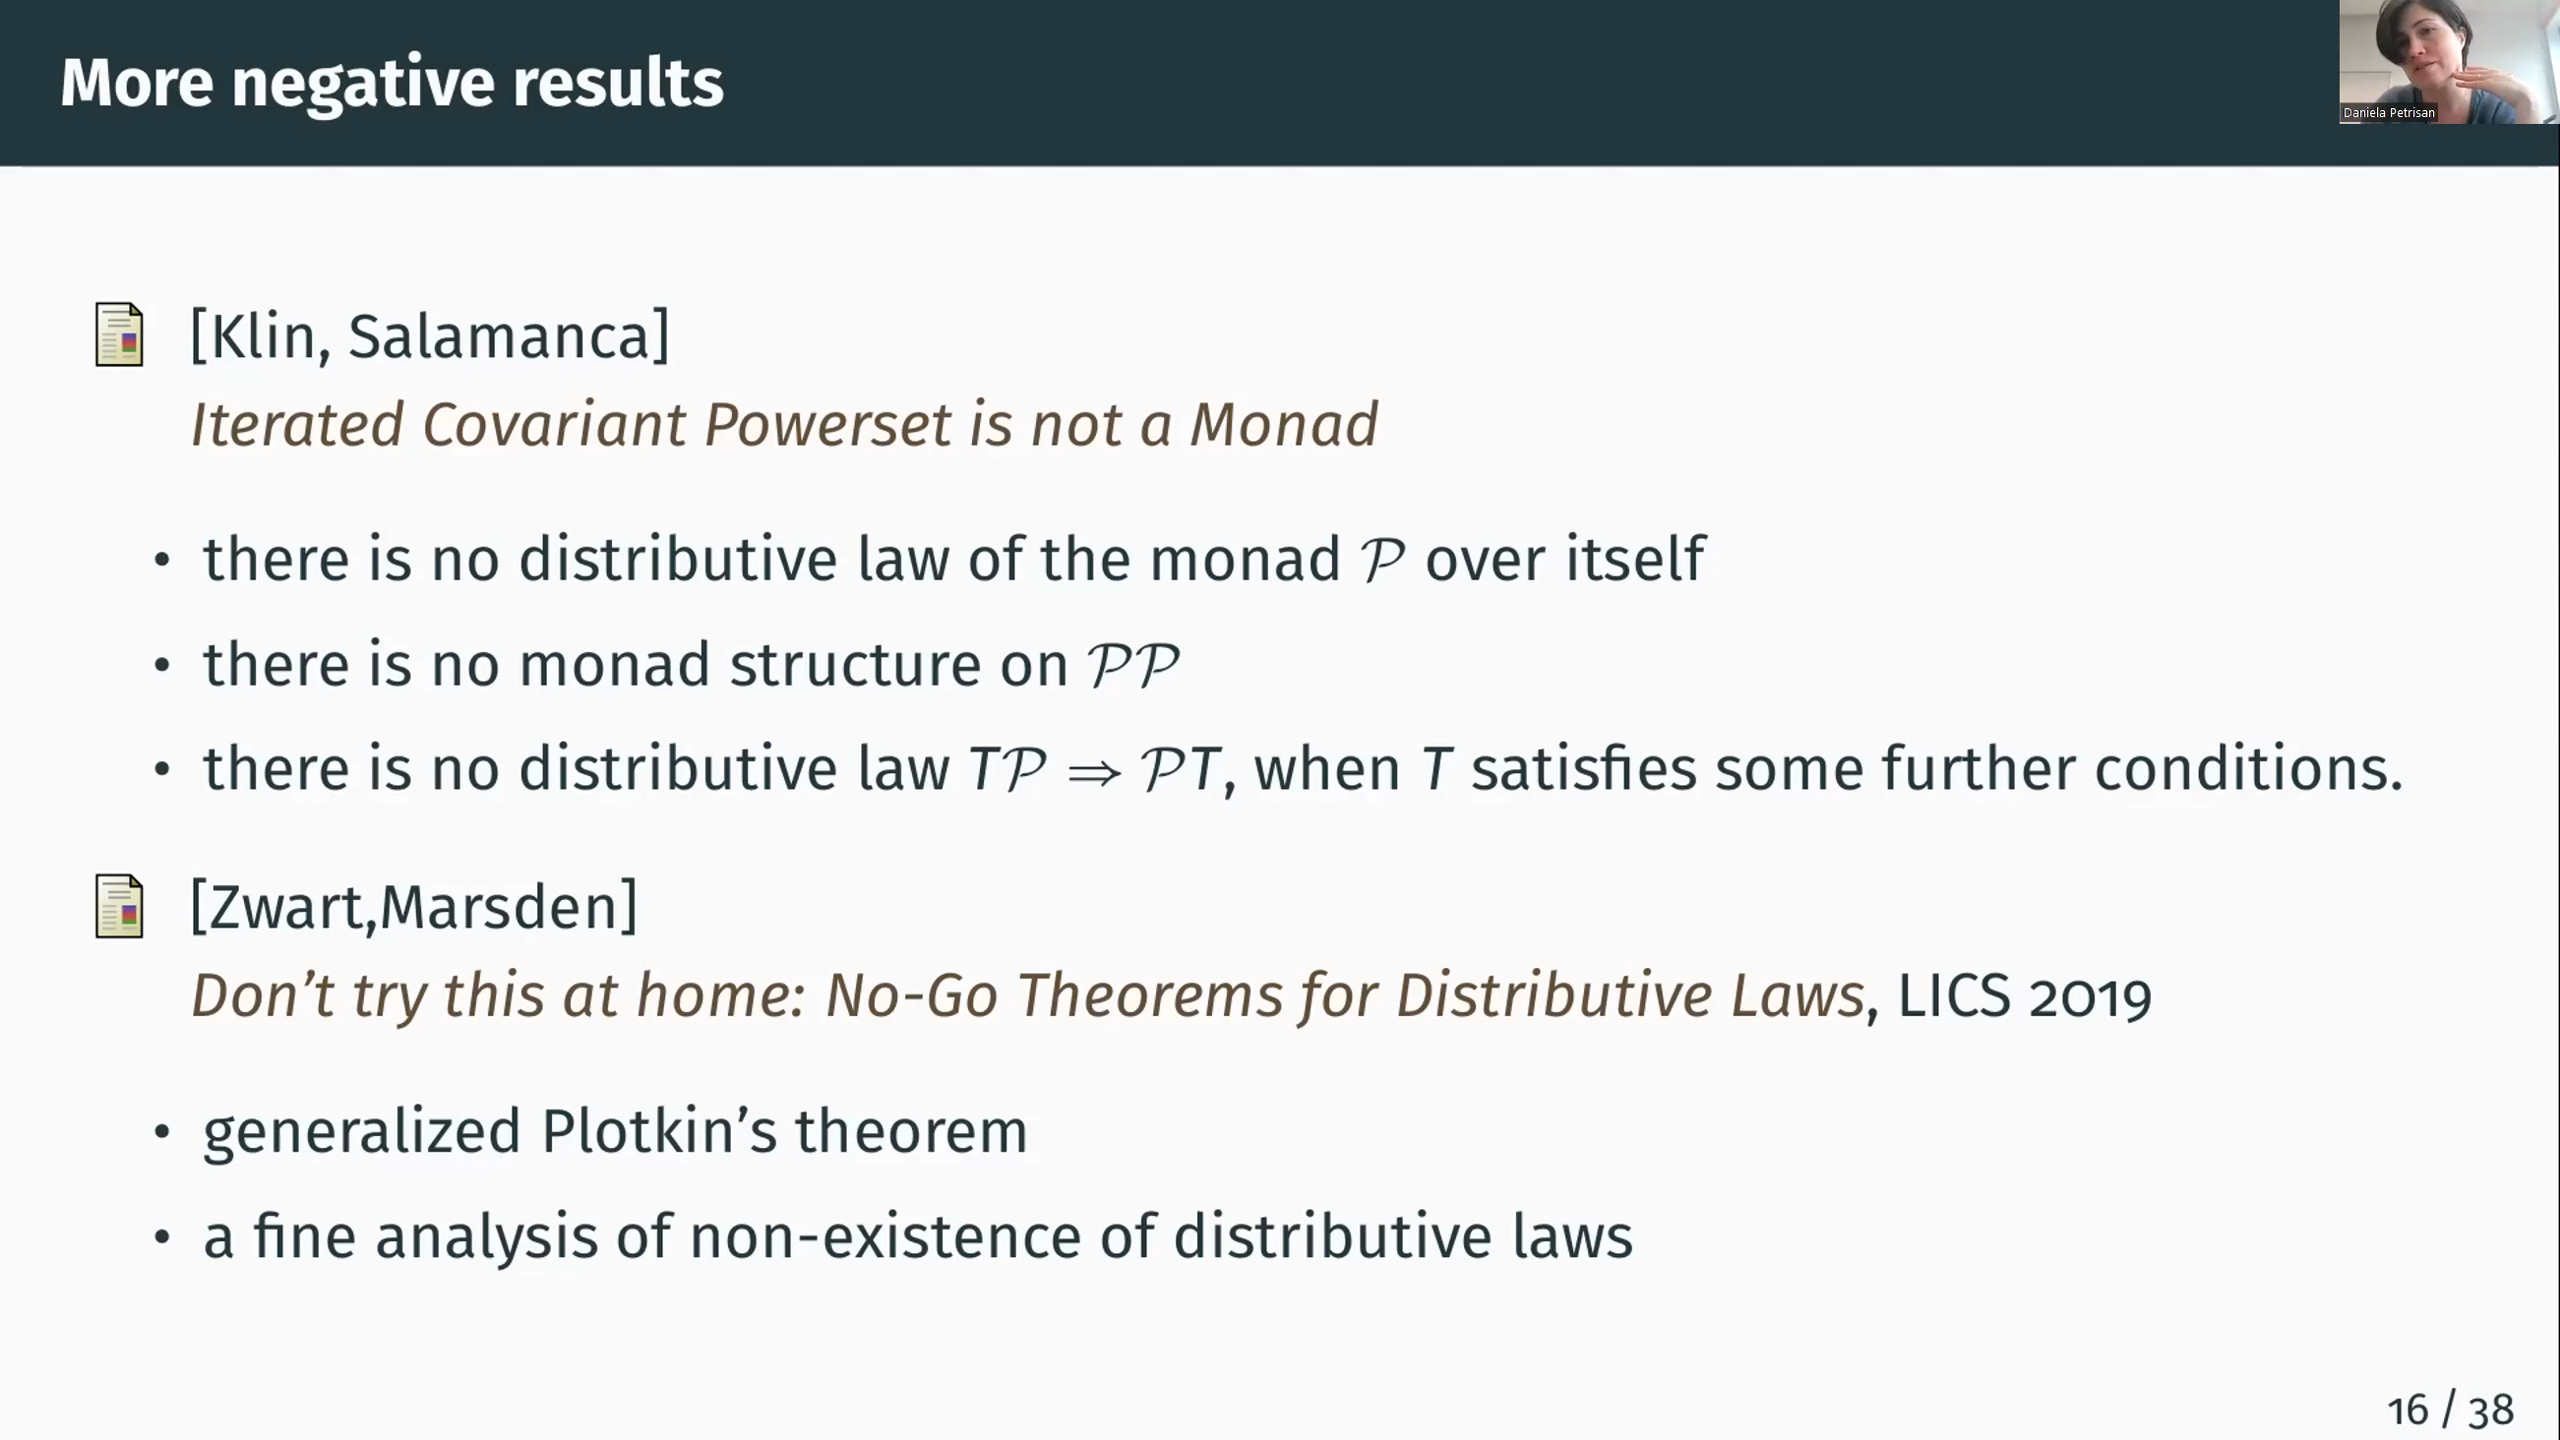 More negative results
Daniela Petrisan
[Klin, Salamanca]
Iterated Covariant Powerset is not a Monad
• there is no distributive law of the monad 𝒫 over itself
• there is no monad structure on 𝒫𝒫
• there is no distributive law T𝒫 ⇒ 𝒫T, when T satisfies some further conditions.
[Zwart,Marsden]
Don’t try this at home: No-Go Theorems for Distributive Laws, LICS 2019
• generalized Plotkin’s theorem
• a fine analysis of non-existence of distributive laws
16 / 38